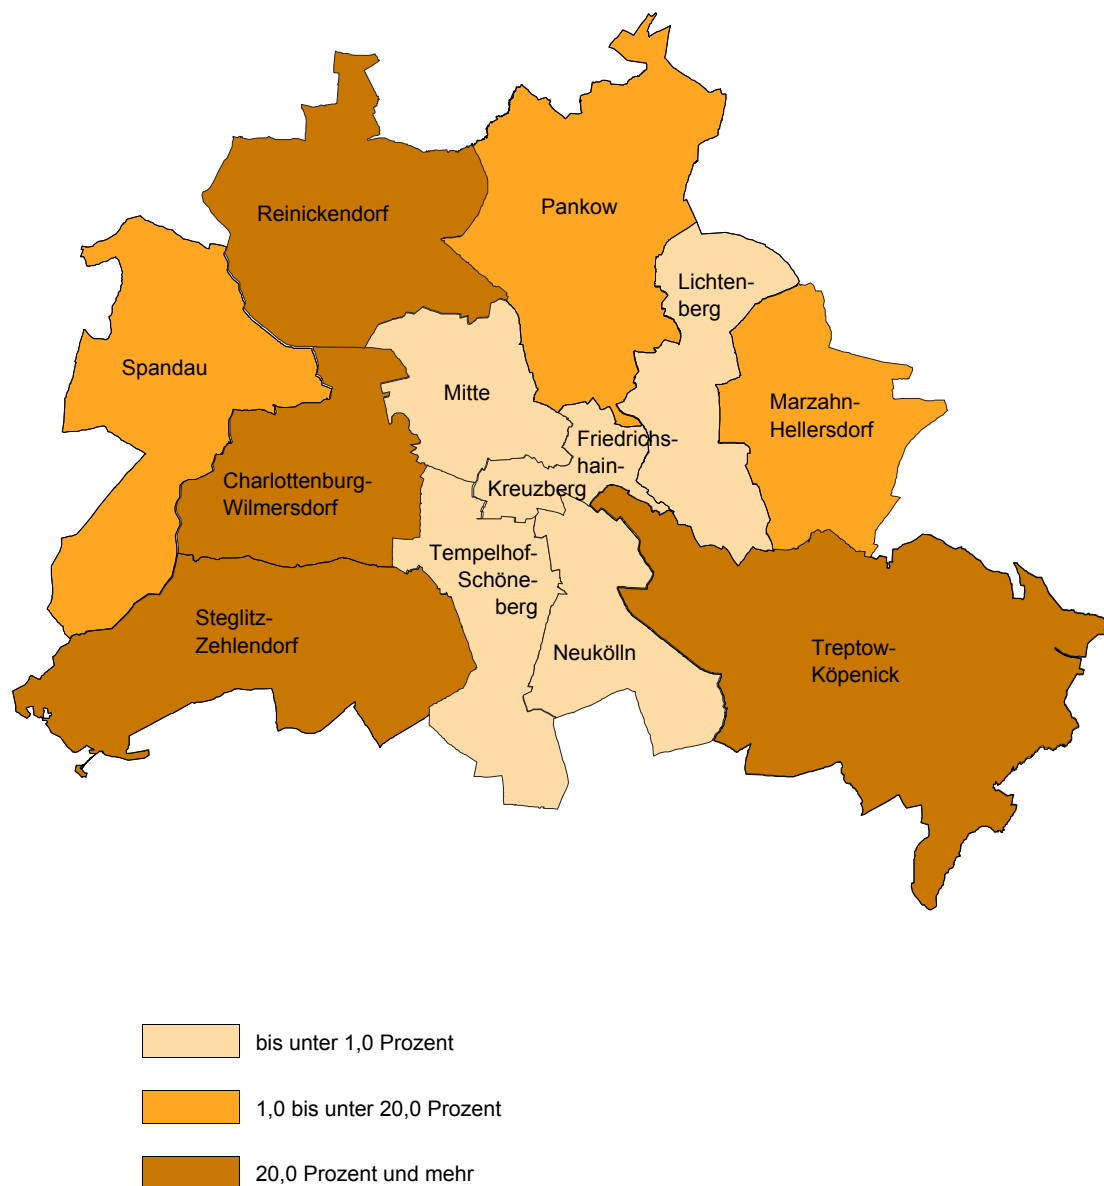 Reinickendorf
Pankow
Lichten-
berg
Spandau
Mitte
Marzahn-
Hellersdorf
Friedrichs-
hain-
Kreuzberg
Charlottenburg-
Wilmersdorf
Tempelhof-
Schöne-
berg
Steglitz-
Zehlendorf
Neukölln
Treptow-
Köpenick
bis unter 1,0 Prozent
1,0 bis unter 20,0 Prozent
20,0 Prozent und mehr